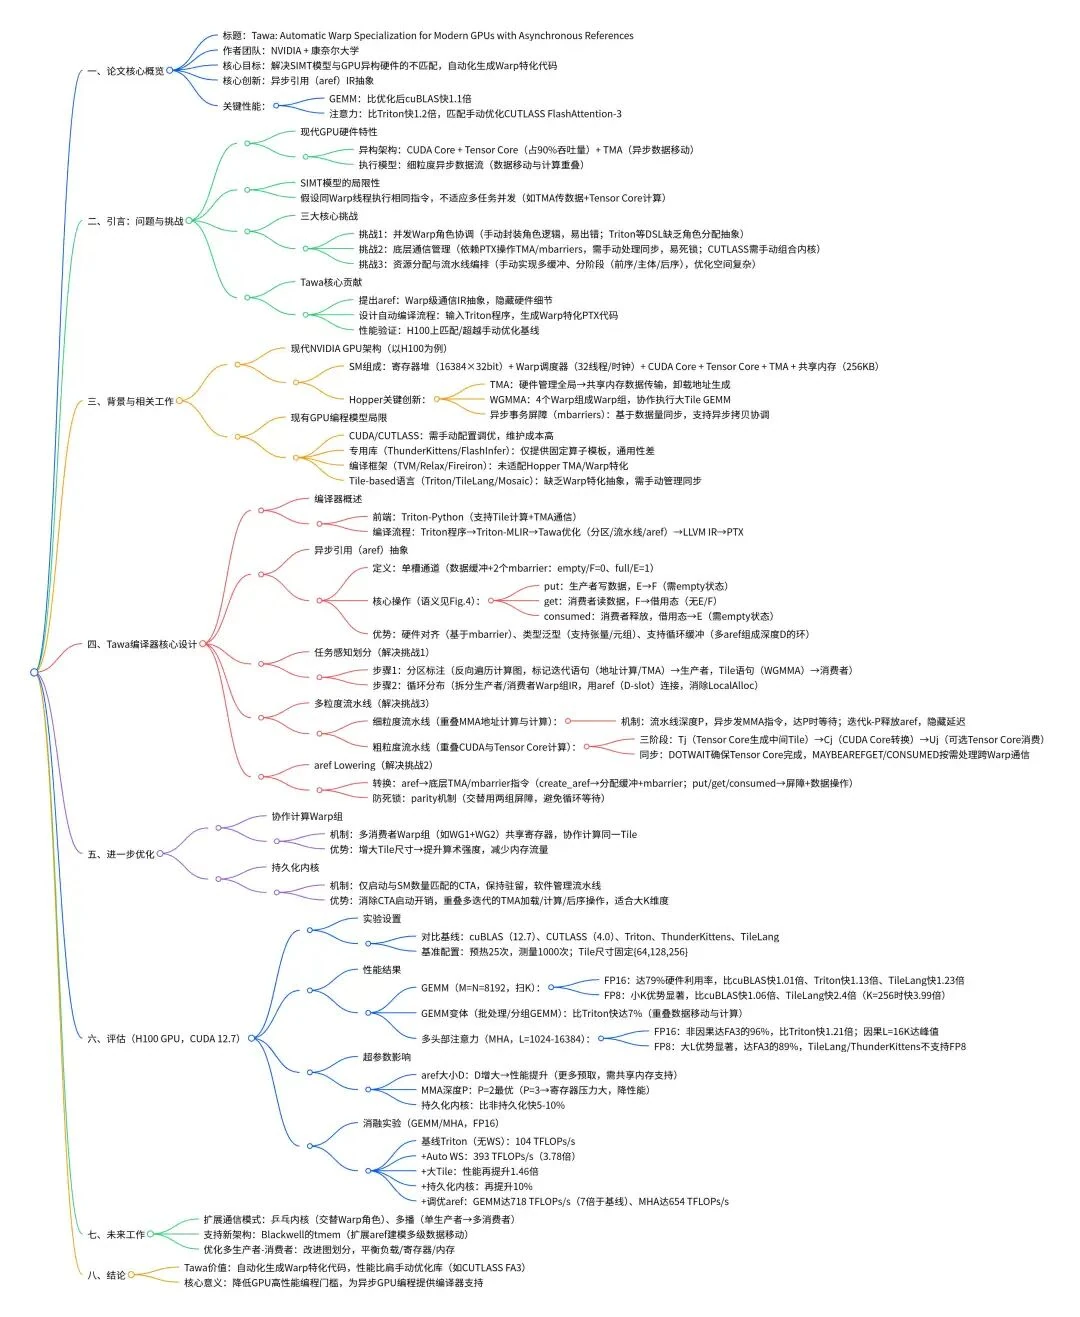 一、论文核心概览
标题：Tawa: Automatic Warp Specialization for Modern GPUs with Asynchronous References
作者团队：NVIDIA + 康奈尔大学
核心目标：解决SIMT模型与GPU异构硬件的不匹配，自动化生成Warp特化代码
核心创新：异步引用（aref）IR抽象
关键性能：
GEMM：比优化后cuBLAS快1.1倍
注意力：比Triton快1.2倍，匹配手动优化CUTLASS FlashAttention-3
二、引言：问题与挑战
现代GPU硬件特性
异构架构：CUDA Core + Tensor Core（占90%吞吐量）+ TMA（异步数据移动）
执行模型：细粒度异步数据流（数据移动与计算重叠）
SIMT模型的局限性
假设同Warp线程执行相同指令，不适应多任务并发（如TMA传数据+Tensor Core计算）
三大核心挑战
挑战1：并发Warp角色协调（手动封装角色逻辑，易出错；Triton等DSL缺乏角色分配抽象）
挑战2：底层通信管理（依赖PTX操作TMA/mbarriers，需手动处理同步，易死锁；CUTLASS需手动组合内核）
挑战3：资源分配与流水线编排（手动实现多缓冲、分阶段（前序/主体/后序），优化空间复杂）
Tawa核心贡献
提出aref：Warp级通信IR抽象，隐藏硬件细节
设计自动编译流程：输入Triton程序，生成Warp特化PTX代码
性能验证：H100上匹配/超越手动优化基线
三、背景与相关工作
现代NVIDIA GPU架构（以H100为例）
SM组成：寄存器堆（16384×32bit）+ Warp调度器（32线程/时钟）+ CUDA Core + Tensor Core + TMA + 共享内存（256KB）
Hopper关键创新：
TMA：硬件管理全局→共享内存数据传输，卸载地址生成
WGMMA：4个Warp组成Warp组，协作执行大Tile GEMM
异步事务屏障（mbarriers）：基于数据量同步，支持异步拷贝协调
现有GPU编程模型局限
CUDA/CUTLASS：需手动配置调优，维护成本高
专用库（ThunderKittens/FlashInfer）：仅提供固定算子模板，通用性差
编译框架（TVM/Relax/Fireiron）：未适配Hopper TMA/Warp特化
Tile-based语言（Triton/TileLang/Mosaic）：缺乏Warp特化抽象，需手动管理同步
四、Tawa编译器核心设计
编译器概述
前端：Triton-Python（支持Tile计算+TMA通信）
编译流程：Triton程序→Triton-MLIR→Tawa优化（分区/流水线/aref）→LLVM IR→PTX
异步引用（aref）抽象
定义：单槽通道（数据缓冲+2个mbarrier：empty/F=0、full/E=1）
核心操作（语义见Fig.4）：
put：生产者写数据，E→F（需empty状态）
get：消费者读数据，F→借用态（无E/F）
consumed：消费者释放，借用态→E（需empty状态）
优势：硬件对齐（基于mbarrier）、类型泛型（支持张量/元组）、支持循环缓冲（多aref组成深度D的环）
任务感知划分（解决挑战1）
步骤1：分区标注（反向遍历计算图，标记迭代语句（地址计算/TMA）→生产者，Tile语句（WGMMA）→消费者）
步骤2：循环分布（拆分生产者/消费者Warp组IR，用aref（D-slot）连接，消除LocalAlloc）
多粒度流水线（解决挑战3）
细粒度流水线（重叠MMA地址计算与计算）：
机制：流水线深度P，异步发MMA指令，达P时等待；迭代k-P释放aref，隐藏延迟
粗粒度流水线（重叠CUDA与Tensor Core计算）：
三阶段：Tj（Tensor Core生成中间Tile）→Cj（CUDA Core转换）→Uj（可选Tensor Core消费）
同步：DOTWAIT确保Tensor Core完成，MAYBEAREFGET/CONSUMED按需处理跨Warp通信
aref Lowering（解决挑战2）
转换：aref→底层TMA/mbarrier指令（create_aref→分配缓冲+mbarrier；put/get/consumed→屏障+数据操作）
防死锁：parity机制（交替用两组屏障，避免循环等待）
五、进一步优化
协作计算Warp组
机制：多消费者Warp组（如WG1+WG2）共享寄存器，协作计算同一Tile
优势：增大Tile尺寸→提升算术强度，减少内存流量
持久化内核
机制：仅启动与SM数量匹配的CTA，保持驻留，软件管理流水线
优势：消除CTA启动开销，重叠多迭代的TMA加载/计算/后序操作，适合大K维度
六、评估（H100 GPU，CUDA 12.7）
实验设置
对比基线：cuBLAS（12.7）、CUTLASS（4.0）、Triton、ThunderKittens、TileLang
基准配置：预热25次，测量1000次；Tile尺寸固定{64,128,256}
性能结果
GEMM（M=N=8192，扫K）：
FP16：达79%硬件利用率，比cuBLAS快1.01倍、Triton快1.13倍、TileLang快1.23倍
FP8：小K优势显著，比cuBLAS快1.06倍、TileLang快2.4倍（K=256时快3.99倍）
GEMM变体（批处理/分组GEMM）：比Triton快达7%（重叠数据移动与计算）
多头部注意力（MHA，L=1024-16384）：
FP16：非因果达FA3的96%，比Triton快1.21倍；因果L=16K达峰值
FP8：大L优势显著，达FA3的89%，TileLang/ThunderKittens不支持FP8
超参数影响
aref大小D：D增大→性能提升（更多预取，需共享内存支持）
MMA深度P：P=2最优（P=3→寄存器压力大，降性能）
持久化内核：比非持久化快5-10%
消融实验（GEMM/MHA，FP16）
基线Triton（无WS）：104 TFLOPs/s
+Auto WS：393 TFLOPs/s（3.78倍）
+大Tile：性能再提升1.46倍
+持久化内核：再提升10%
+调优aref：GEMM达718 TFLOPs/s（7倍于基线）、MHA达654 TFLOPs/s
七、未来工作
扩展通信模式：乒乓内核（交替Warp角色）、多播（单生产者→多消费者）
支持新架构：Blackwell的tmem（扩展aref建模多级数据移动）
优化多生产者-消费者：改进图划分，平衡负载/寄存器/内存
八、结论
Tawa价值：自动化生成Warp特化代码，性能比肩手动优化库（如CUTLASS FA3）
核心意义：降低GPU高性能编程门槛，为异步GPU编程提供编译器支持